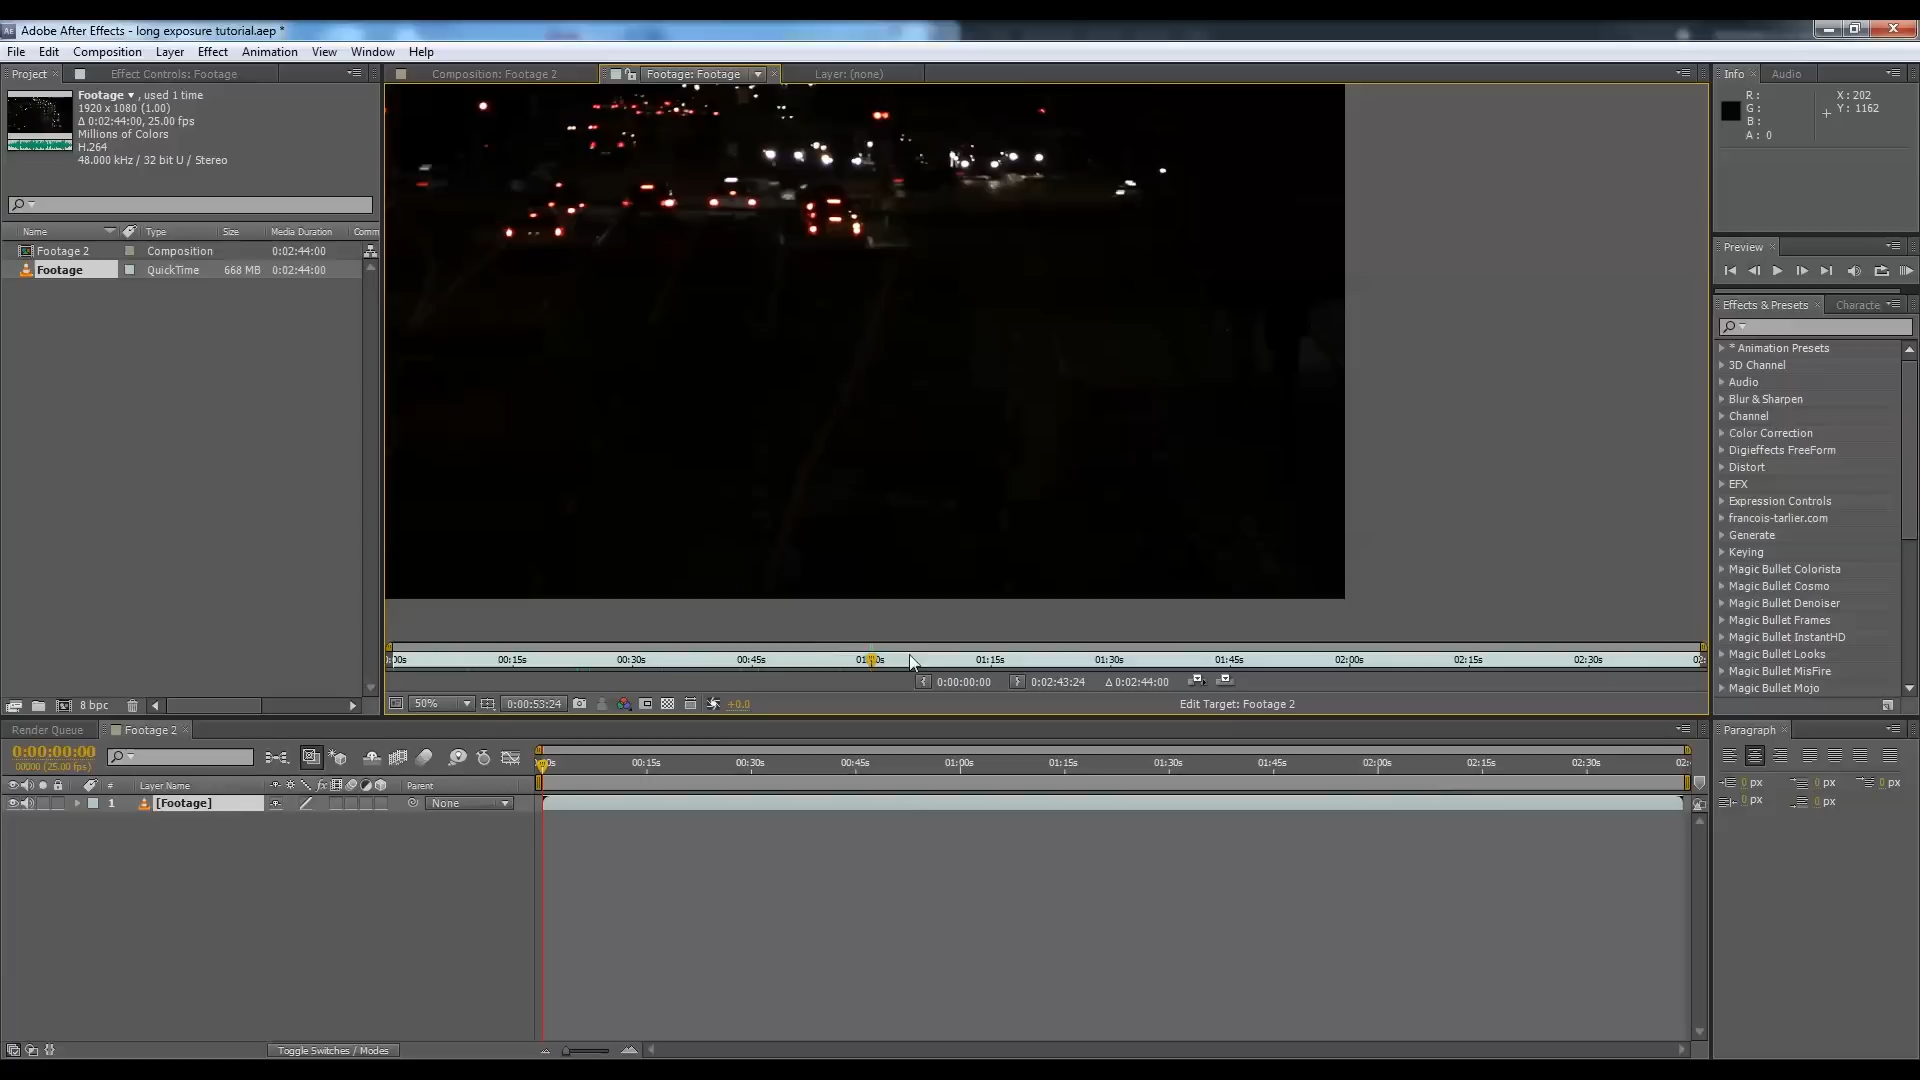 Adobe After Effects - long exposure tutorial.aep *
File Edit Composition Layer Effect Animation View Window Help
Project Effect Controls: Footage
Footage , used 1 time
1920 x 1080 (1.00)
Δ 0:02:44:00, 25.00 fps
Millions of Colors
H.264
48.000 kHz / 32 bit U / Stereo
Name Type Size Media Duration Comm
Footage 2 Composition 0:02:44:00
Footage QuickTime 668 MB 0:02:44:00
8 bpc
Composition: Footage 2 Footage: Footage Layer: (none)
00:15s 00:30s 00:45s 01:15s 01:30s 01:45s 02:00s 02:15s 02:30s
0:00:00:00 0:02:43:24 Δ 0:02:44:00
50% 0:00:53:24 +0.0 Edit Target: Footage 2
Info Audio
R: X: 202
G: Y: 1162
B:
A: 0
Preview
Effects & Presets Characte
* Animation Presets
3D Channel
Audio
Blur & Sharpen
Channel
Color Correction
Digieffects FreeForm
Distort
EFX
Expression Controls
francois-tarlier.com
Generate
Keying
Magic Bullet Colorista
Magic Bullet Cosmo
Magic Bullet Denoiser
Magic Bullet Frames
Magic Bullet InstantHD
Magic Bullet Looks
Magic Bullet MisFire
Magic Bullet Mojo
Render Queue Footage 2
0:00:00:00
00000 (25.00 fps)
00:15s 00:30s 00:45s 01:00s 01:15s 01:30s 01:45s 02:00s 02:15s 02:30s
# Layer Name Parent
1 [Footage] None
Toggle Switches / Modes
Paragraph
0 px 0 px 0 px
0 px 0 px